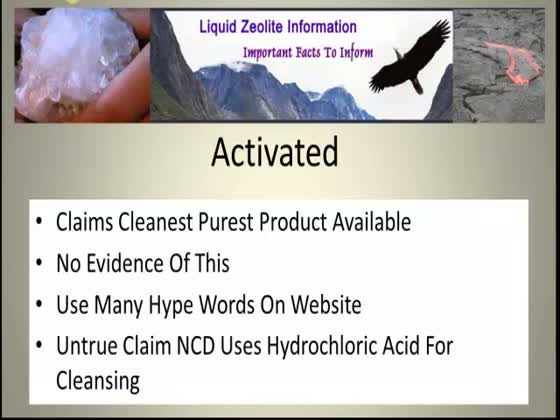 Liquid Zeolite Information
Important Facts To Inform
Activated
• Claims Cleanest Purest Product Available
• No Evidence Of This
• Use Many Hype Words On Website
• Untrue Claim NCD Uses Hydrochloric Acid For
Cleansing